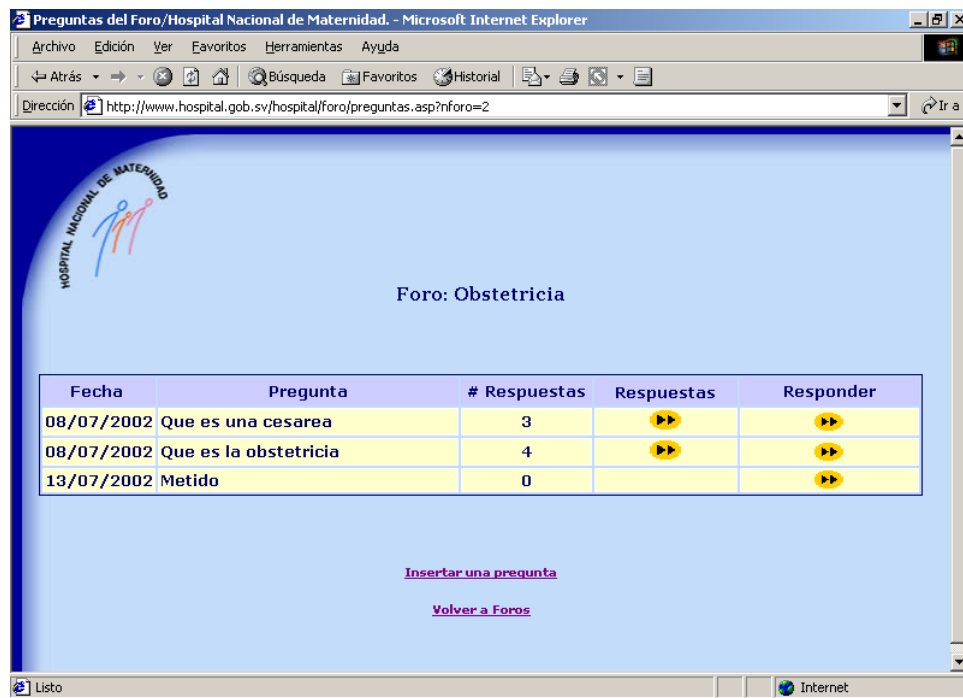 Preguntas del Foro/Hospital Nacional de Maternidad. - Microsoft Internet Explorer
Archivo Edición Ver Favoritos Herramientas Ayuda
Atrás Búsqueda Favoritos Historial
Dirección http://www.hospital.gob.sv/hospital/foro/preguntas.asp?nforo=2 Ir a
HOSPITAL NACIONAL DE MATERNIDAD
Foro: Obstetricia
Fecha Pregunta # Respuestas Respuestas Responder
08/07/2002 Que es una cesarea 3
08/07/2002 Que es la obstetricia 4
13/07/2002 Metido 0
Insertar una pregunta
Volver a Foros
Listo Internet